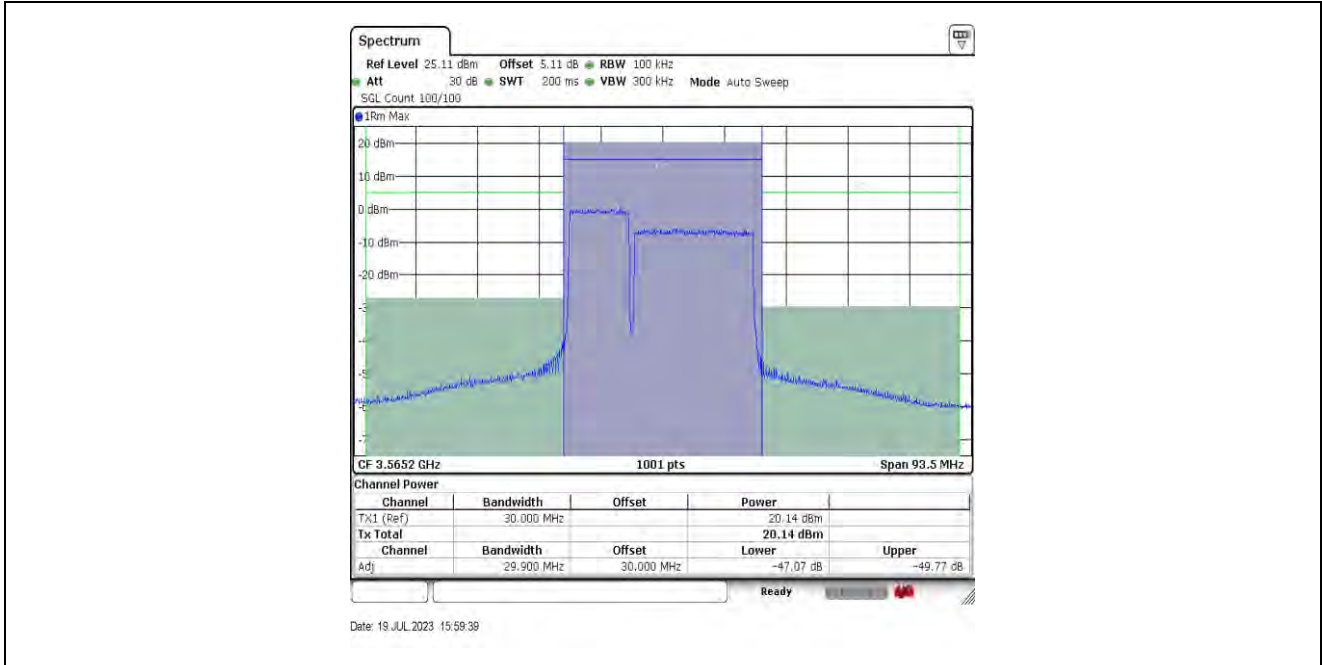 Spectrum
Ref Level 25.11 dBm Offset 5.11 dB RBW 100 kHz
Att 30 dB SWT 200 ms VBW 300 kHz Mode Auto Sweep
SGL Count 100/100
1Rm Max
20 dBm
10 dBm
0 dBm
-10 dBm
-20 dBm
CF 3.5652 GHz 1001 pts Span 93.5 MHz
Channel Power
Channel Bandwidth Offset Power
TX1 (Ref) 30.000 MHz 20.14 dBm
Tx Total 20.14 dBm
Channel Bandwidth Offset Lower Upper
Adj 29.900 MHz 30.000 MHz -47.07 dB -49.77 dB
Ready
Date: 19.JUL.2023 15:59:39